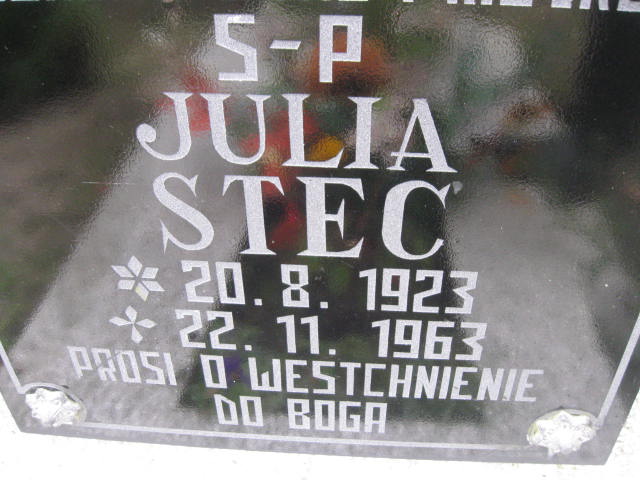 S-P
JULIA
STEC
20. 8. 1923
22. 11. 1963
PROSI O WESTCHNIENIE
DO BOGA